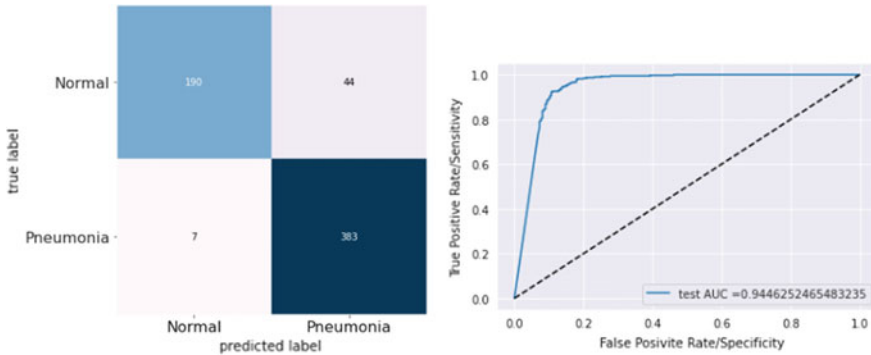 Normal
190
44
true label
Pneumonia
7
383
Normal
Pneumonia
predicted label
True Positive Rate/Sensitivity
1.0
0.8
0.6
0.4
0.2
0.0
test AUC =0.9446252465483235
0.0
0.2
0.4
0.6
0.8
1.0
False Posivite Rate/Specificity